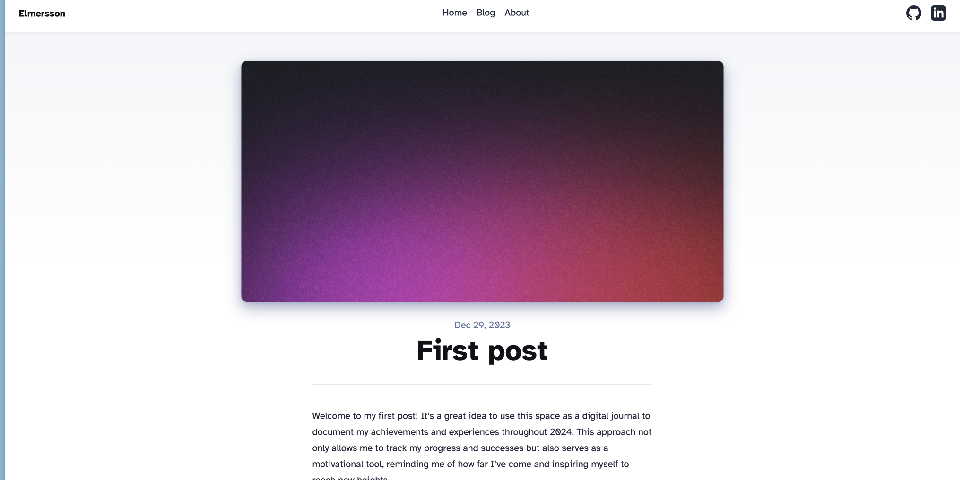 Elmersson
Home Blog About
Dec 29, 2023
First post
Welcome to my first post! It's a great idea to use this space as a digital journal to
document my achievements and experiences throughout 2024. This approach not
only allows me to track my progress and successes but also serves as a
motivational tool, reminding me of how far I've come and inspiring myself to
reach new heights.